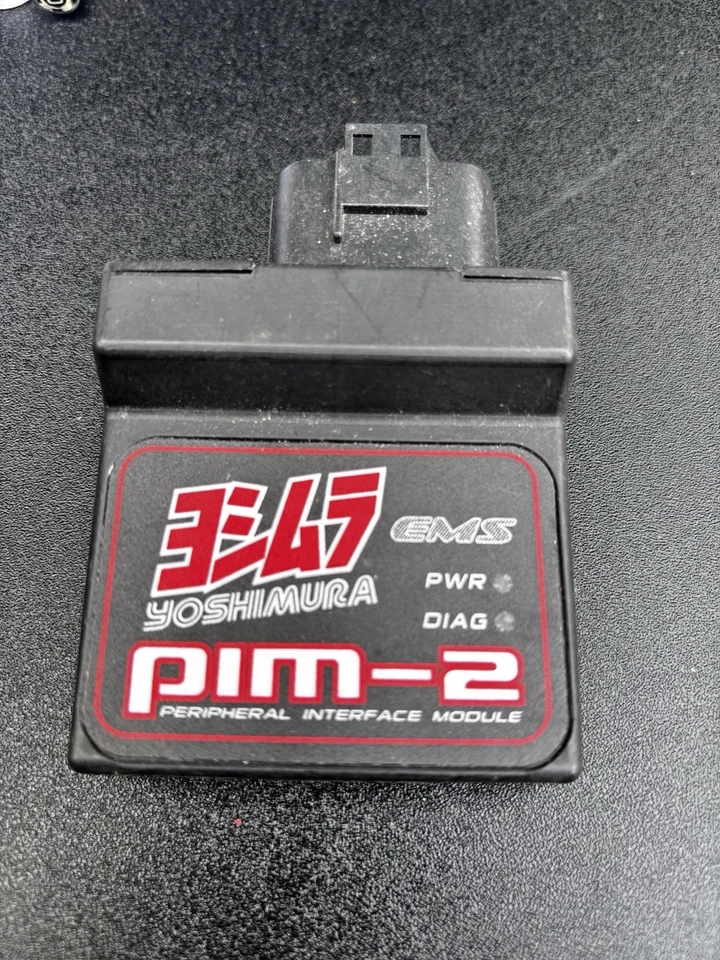 ヨシムラ
YOSHIMURA
EMS
PWR
DIAG
pim-2
PERIPHERAL INTERFACE MODULE